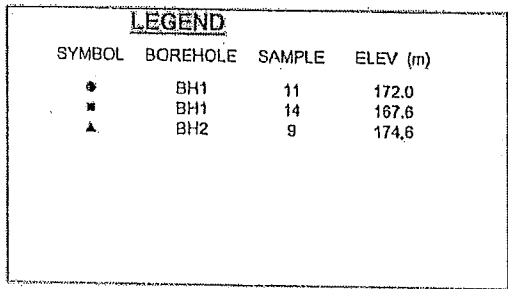 LEGEND
SYMBOL BOREHOLE SAMPLE ELEV (m)
BH1 11 172.0
BH1 14 167.6
BH2 9 174.6